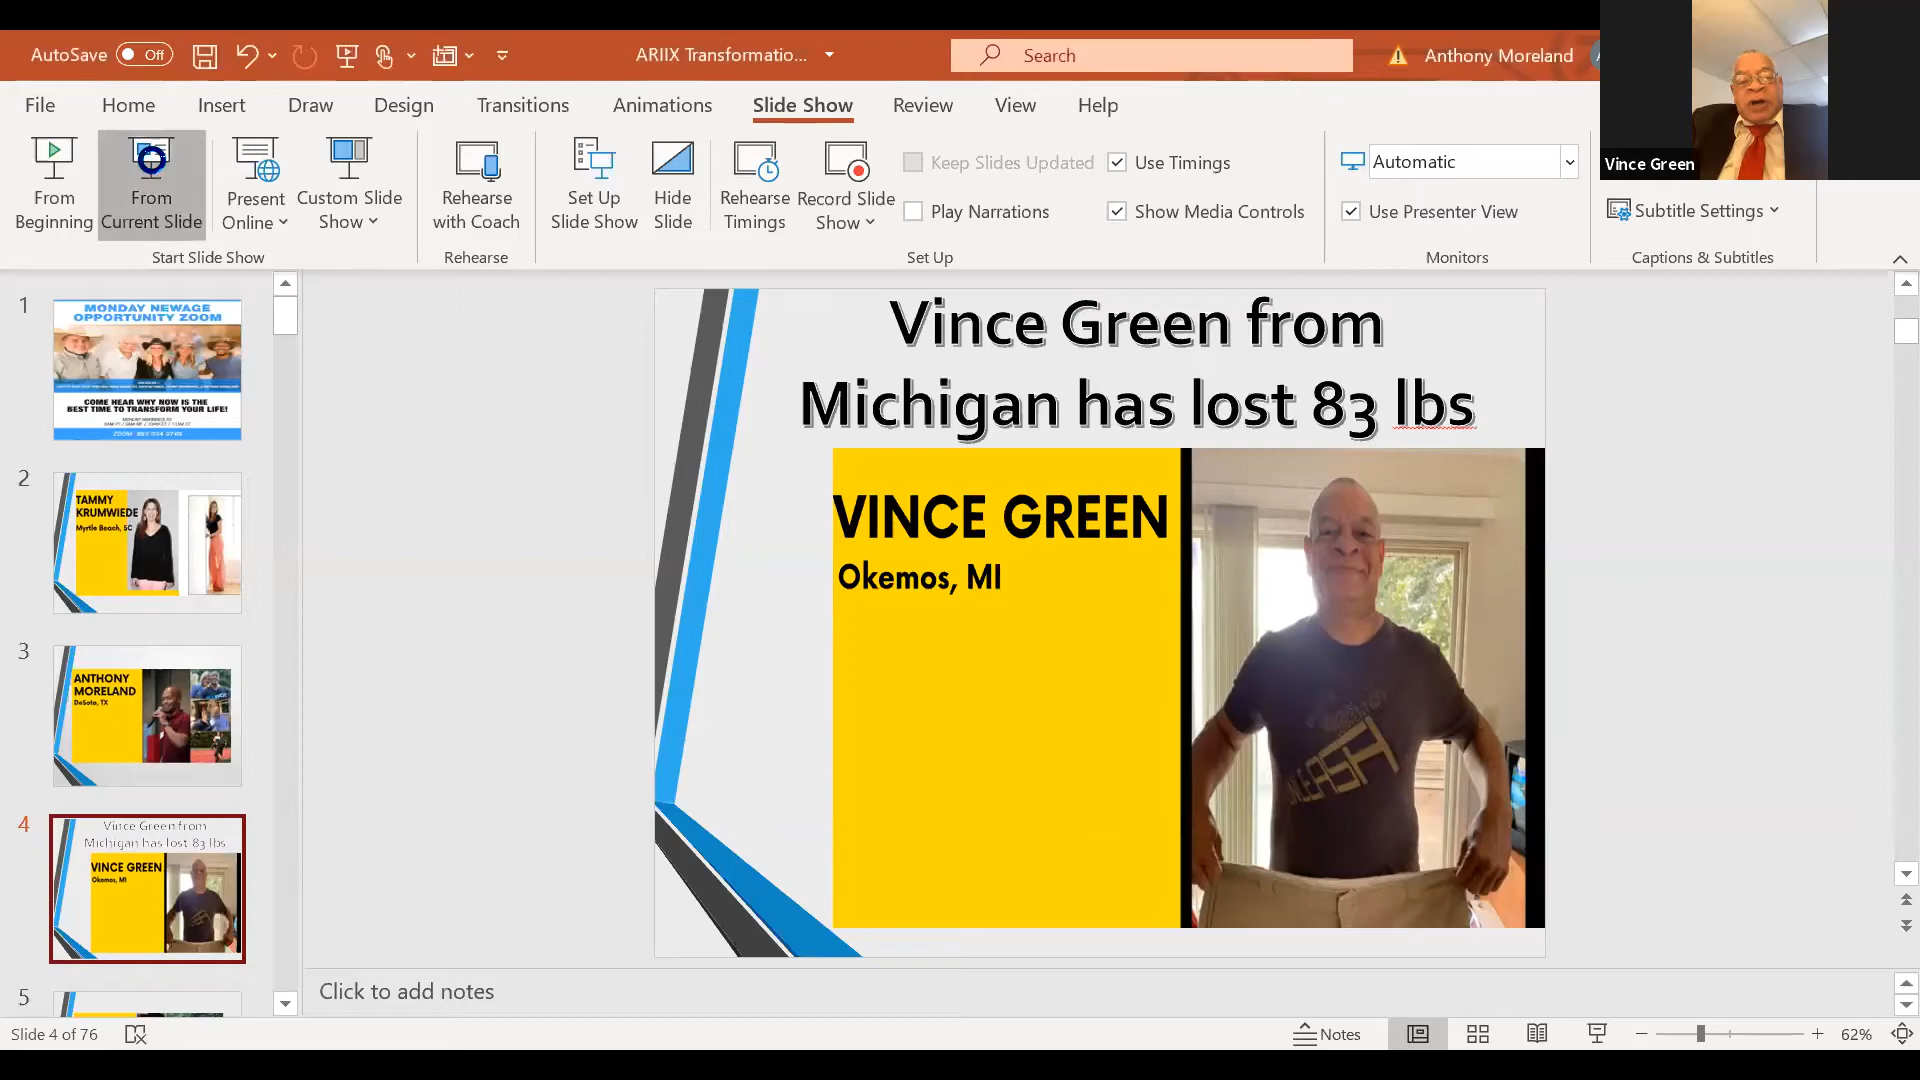 AutoSave Off
ARIIX Transformatio...
Search
Anthony Moreland
Vince Green
File Home Insert Draw Design Transitions Animations Slide Show Review View Help
From Beginning
From Current Slide
Present Online
Custom Slide Show
Rehearse with Coach
Set Up Slide Show
Hide Slide
Rehearse Timings
Record Slide Show
Keep Slides Updated
Play Narrations
Use Timings
Show Media Controls
Automatic
Use Presenter View
Subtitle Settings
Start Slide Show
Rehearse
Set Up
Monitors
Captions & Subtitles
1
MONDAY NEWAGE
OPPORTUNITY ZOOM
COME HEAR WHY NOW IS THE
BEST TIME TO TRANSFORM YOUR LIFE!
2
TAMMY
KRUMWIEDE
Myrtle Beach, SC
3
ANTHONY
MORELAND
DeSoto, TX
4
Vince Green from
Michigan has lost 83 lbs
VINCE GREEN
Okemos, MI
5
Vince Green from
Michigan has lost 83 lbs
VINCE GREEN
Okemos, MI
UNLEASH
Click to add notes
Slide 4 of 76
Notes
62%